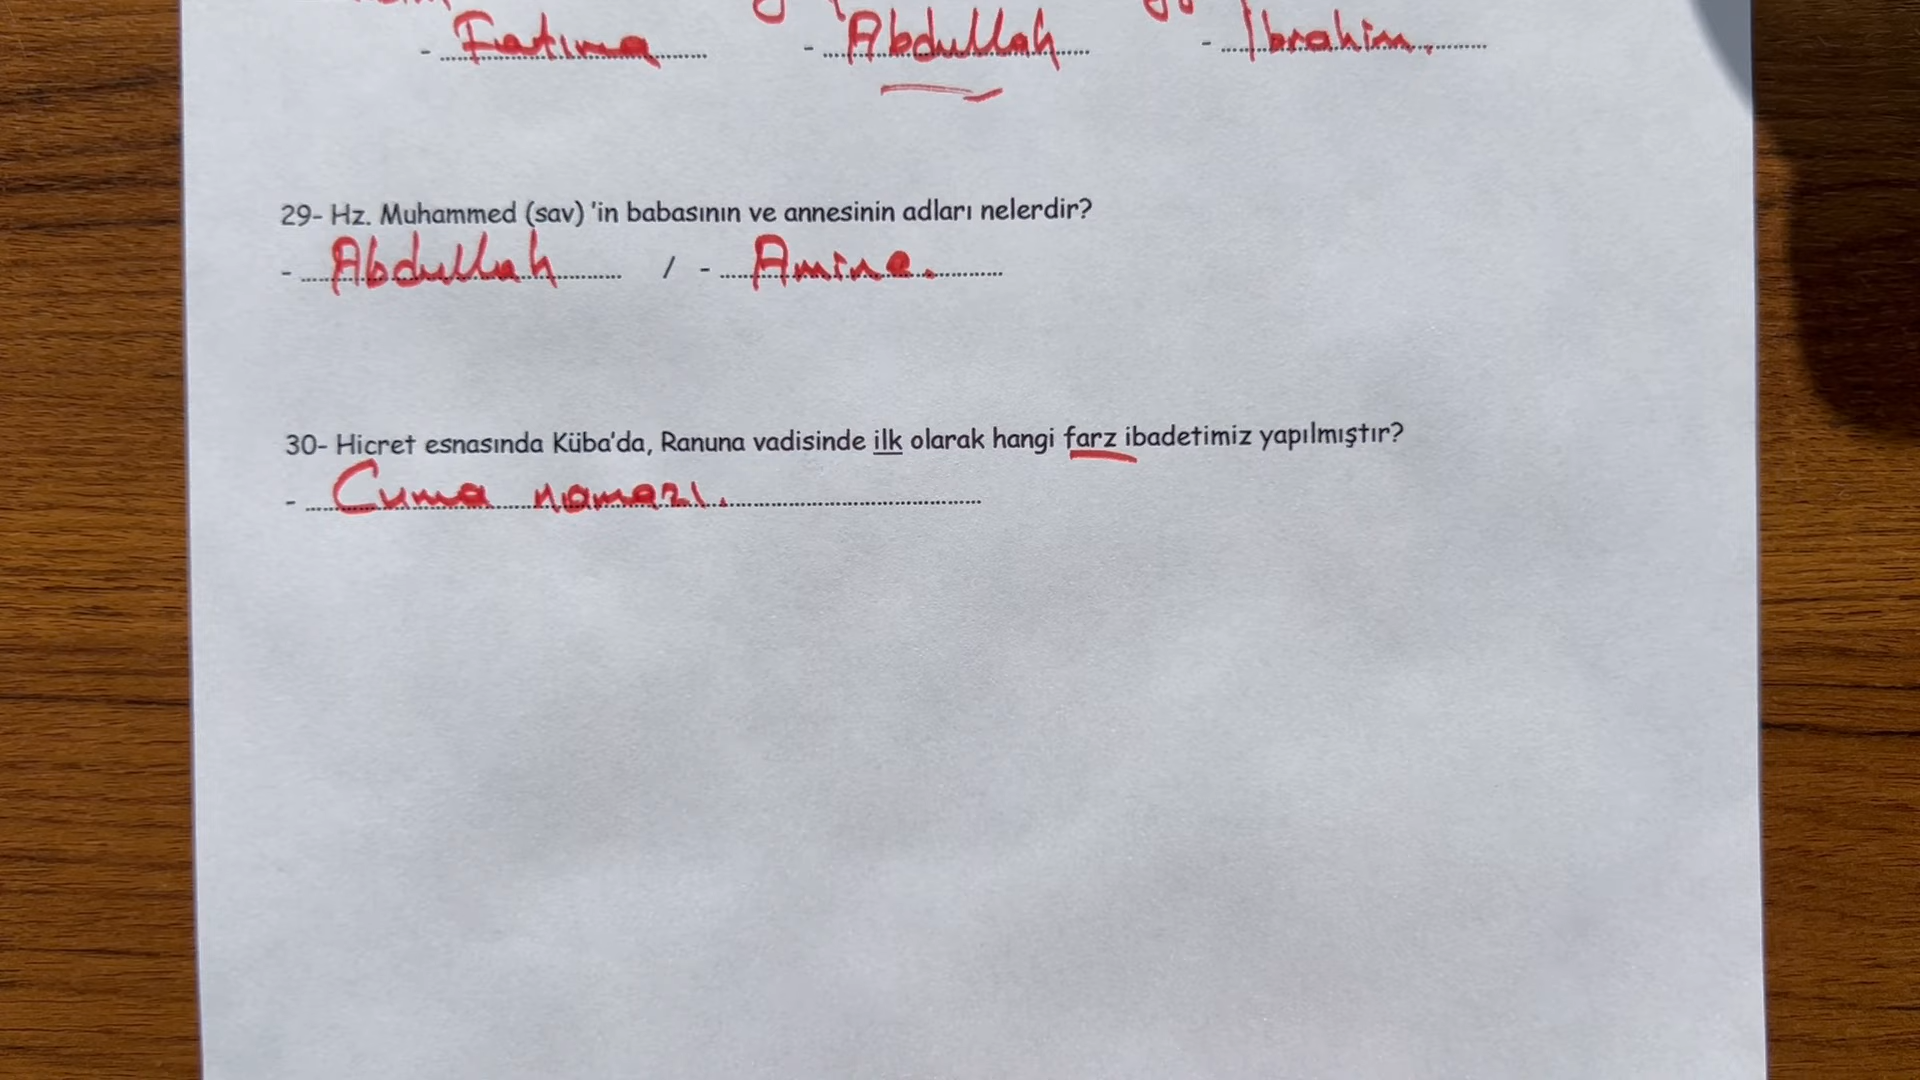 - Fatıma - Abdullah - İbrahim.
29- Hz. Muhammed (sav) 'in babasının ve annesinin adları nelerdir?
- Abdullah / - Amine.
30- Hicret esnasında Küba'da, Ranuna vadisinde ilk olarak hangi farz ibadetimiz yapılmıştır?
- Cuma namazı.